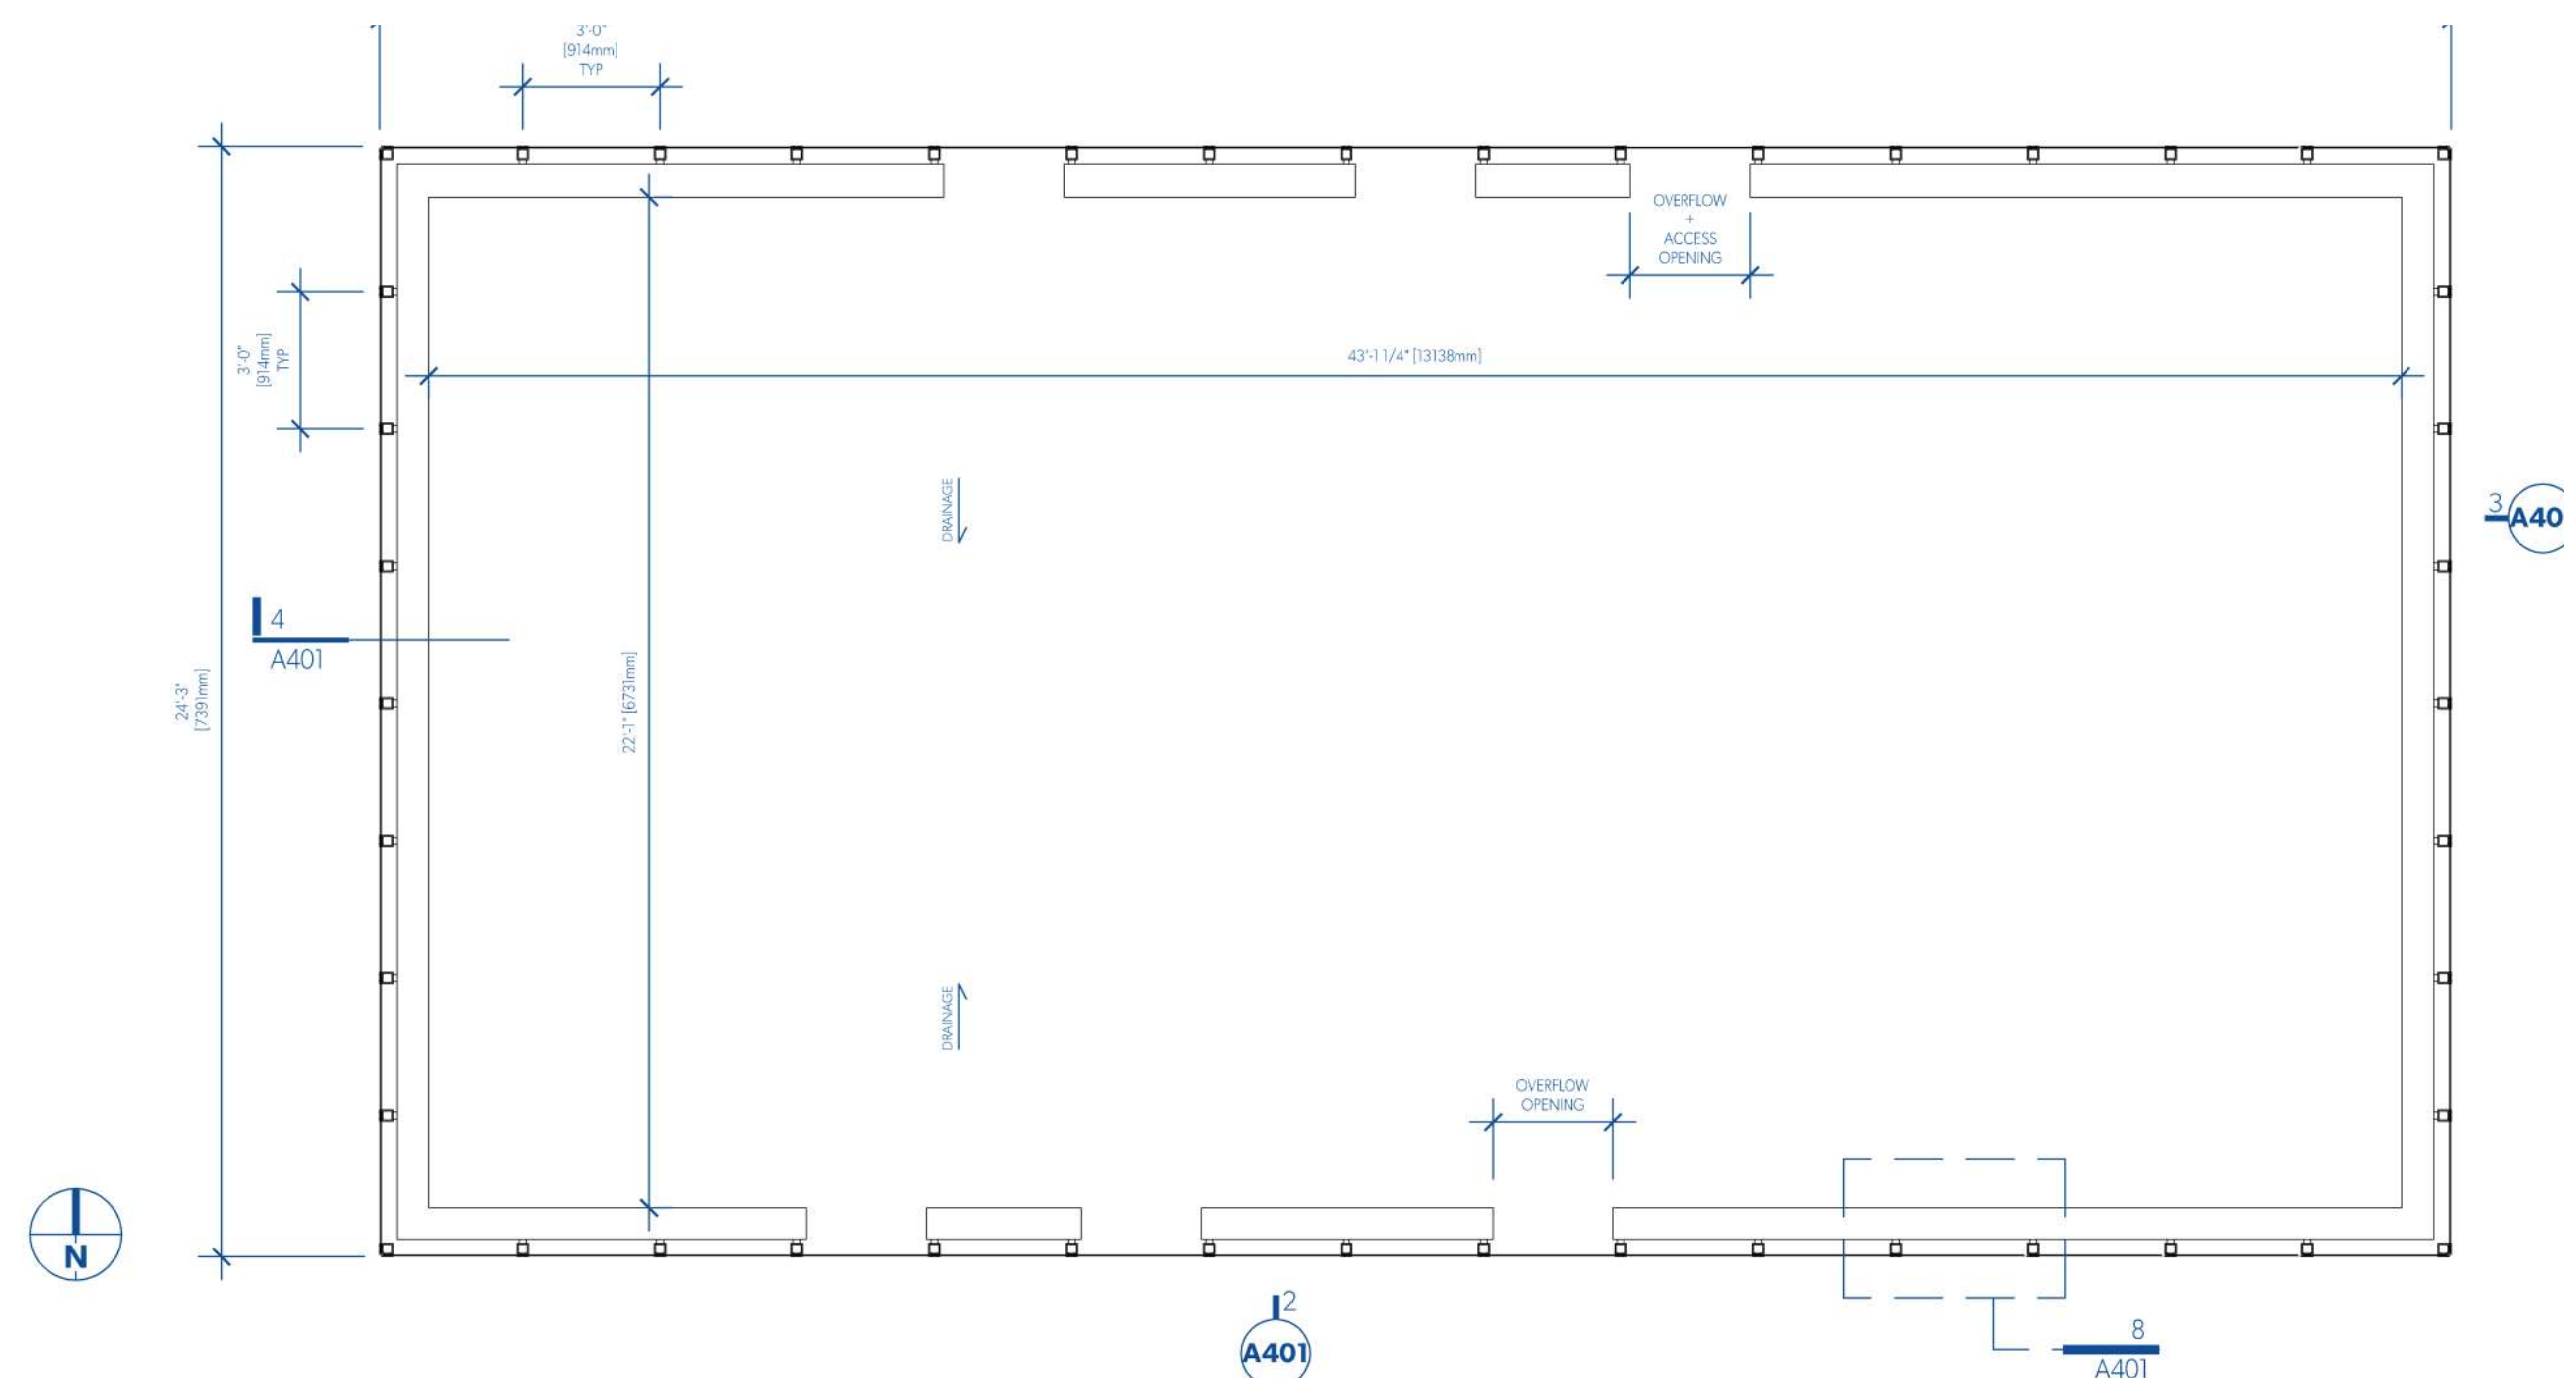 3'-0"
[914mm]
TYP
OVERFLOW
+
ACCESS
OPENING
3'-0"
[914mm]
TYP
43'-1 1/4" [13138mm]
DRAINAGE
3
A40
4
A401
22'-1" [6731mm]
24'-3"
[7391mm]
DRAINAGE
OVERFLOW
OPENING
N
2
A401
8
A401